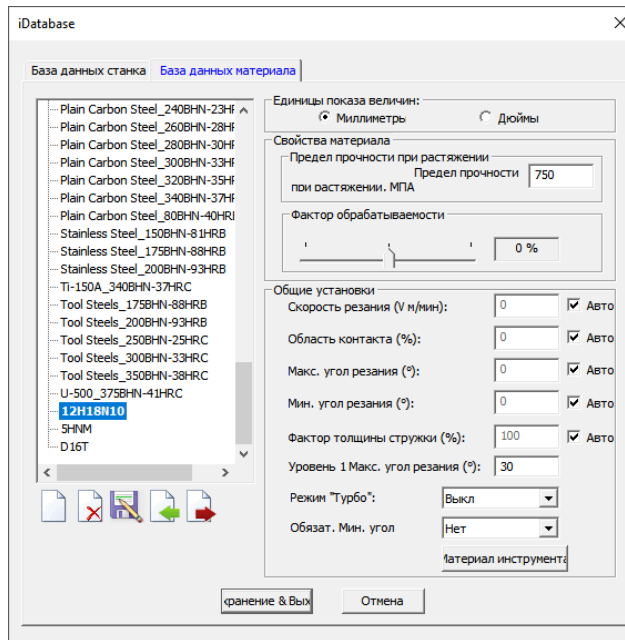 iDatabase
База данных станка
База данных материала
Plain Carbon Steel_240BHN-23HF
Plain Carbon Steel_260BHN-28HF
Plain Carbon Steel_280BHN-30HF
Plain Carbon Steel_300BHN-33HF
Plain Carbon Steel_320BHN-35HF
Plain Carbon Steel_340BHN-37HF
Plain Carbon Steel_80BHN-40HRI
Stainless Steel_150BHN-81HRB
Stainless Steel_175BHN-88HRB
Stainless Steel_200BHN-93HRB
Ti-150A_340BHN-37HRC
Tool Steels_175BHN-88HRB
Tool Steels_200BHN-93HRB
Tool Steels_250BHN-25HRC
Tool Steels_300BHN-33HRC
Tool Steels_350BHN-38HRC
U-500_375BHN-41HRC
12H18N10
5HNM
D16T
Единицы показа величин:
Миллиметры
Дюймы
Свойства материала
Предел прочности при растяжении
Предел прочности
при растяжении, МПА
750
Фактор обрабатываемости
0 %
Общие установки
Скорость резания (V м/мин): 0 Авто
Область контакта (%): 0 Авто
Макс. угол резания (°): 0 Авто
Мин. угол резания (°): 0 Авто
Фактор толщины стружки (%): 100 Авто
Уровень 1 Макс. угол резания (°): 30
Режим "Турбо": Выкл
Обязат. Мин. угол Нет
Материал инструмента
хранение & Вых
Отмена